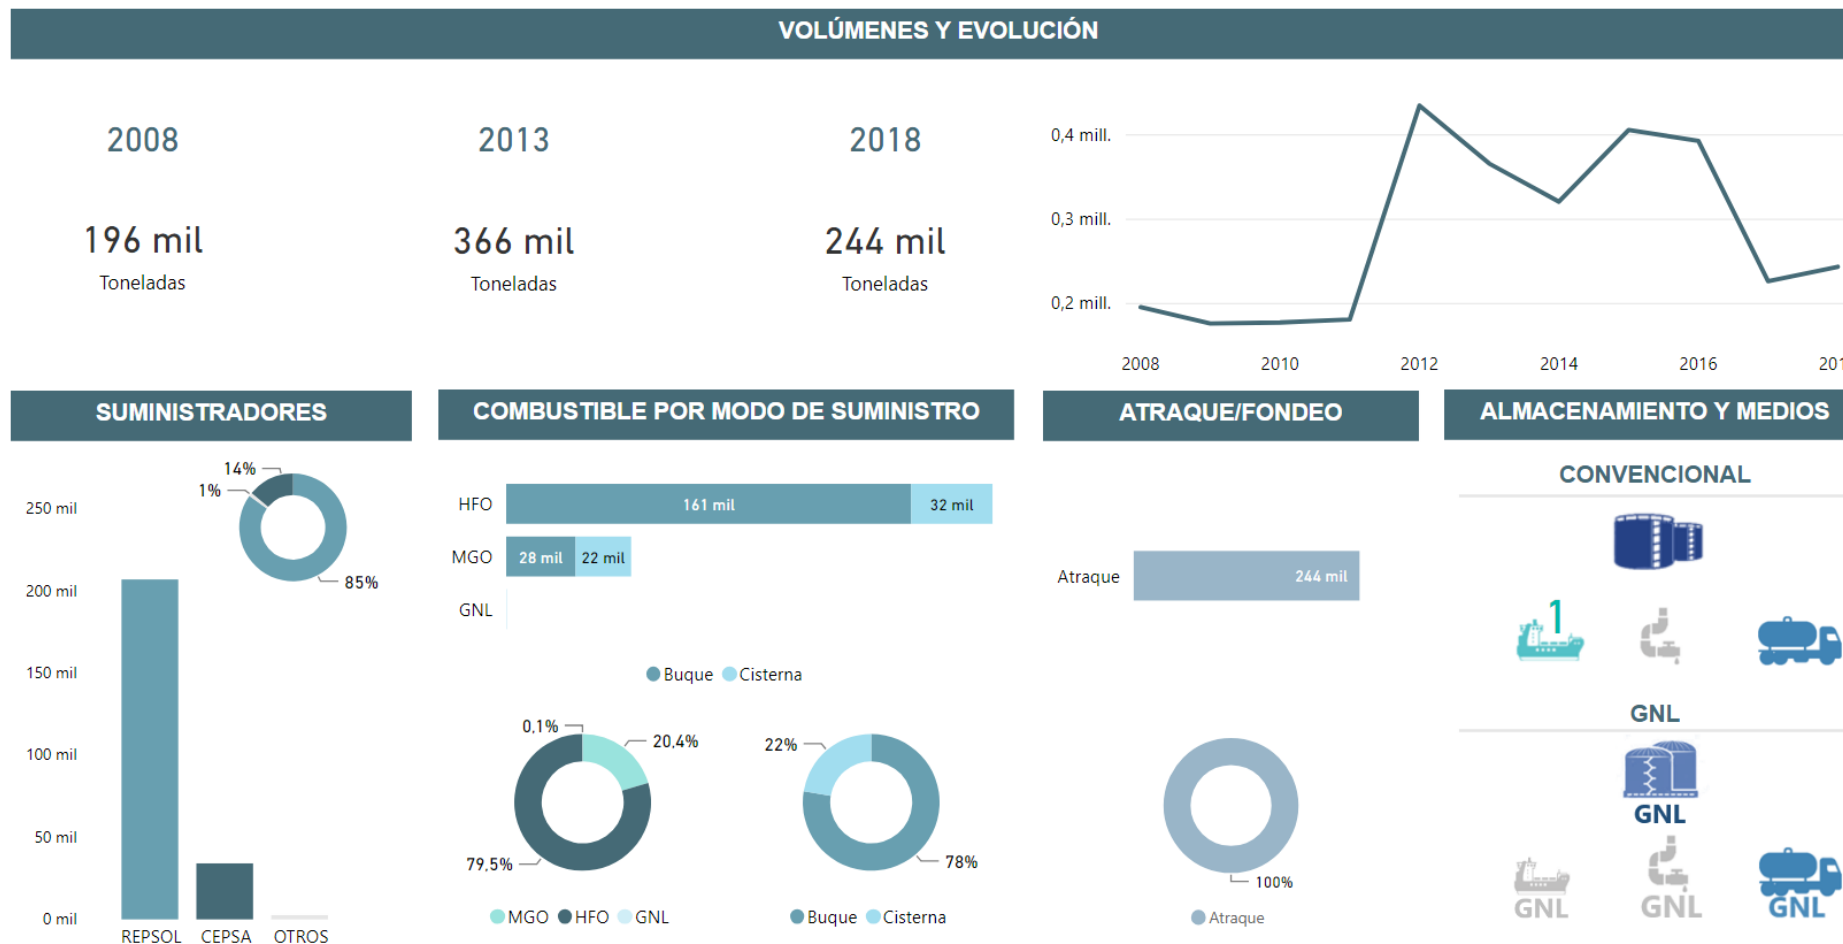 VOLÚMENES Y EVOLUCIÓN
2008
2013
2018
196 mil
Toneladas
366 mil
Toneladas
244 mil
Toneladas
0,4 mill.
0,3 mill.
0,2 mill.
2008 2010 2012 2014 2016 201
SUMINISTRADORES
14%
1%
85%
250 mil
200 mil
150 mil
100 mil
50 mil
0 mil
REPSOL CEPSA OTROS
COMBUSTIBLE POR MODO DE SUMINISTRO
HFO 161 mil 32 mil
MGO 28 mil 22 mil
GNL
Buque Cisterna
0,1%
20,4%
79,5%
MGO HFO GNL
22%
78%
Buque Cisterna
ATRAQUE/FONDEO
Atraque 244 mil
100%
Atraque
ALMACENAMIENTO Y MEDIOS
CONVENCIONAL
1
GNL
GNL
GNL GNL GNL